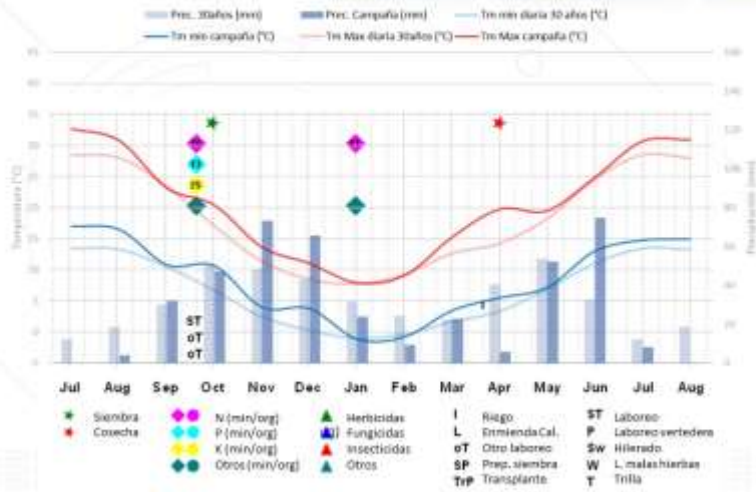 Prec. 30años (mm) Prec. Campaña (mm) Tm min diaria 30 años (°C)
Tm min campaña (°C) Tm Max diaria 30años (°C) Tm Max campaña (°C)
Temperatura (°C)
ST
oT
oT
I
Jul Aug Sep Oct Nov Dec Jan Feb Mar Apr May Jun Jul Aug
Siembra
Cosecha
N (min/org)
P (min/org)
K (min/org)
Otros (min/org)
Herbicidas
Fungicidas
Insecticidas
Otros
I Riego
L Enmienda Cal.
oT Otro laboreo
SP Prep. siembra
TrP Transplante
ST Laboreo
P Laboreo vertedera
Sw Hilerado
W L. malas hierbas
T Trilla